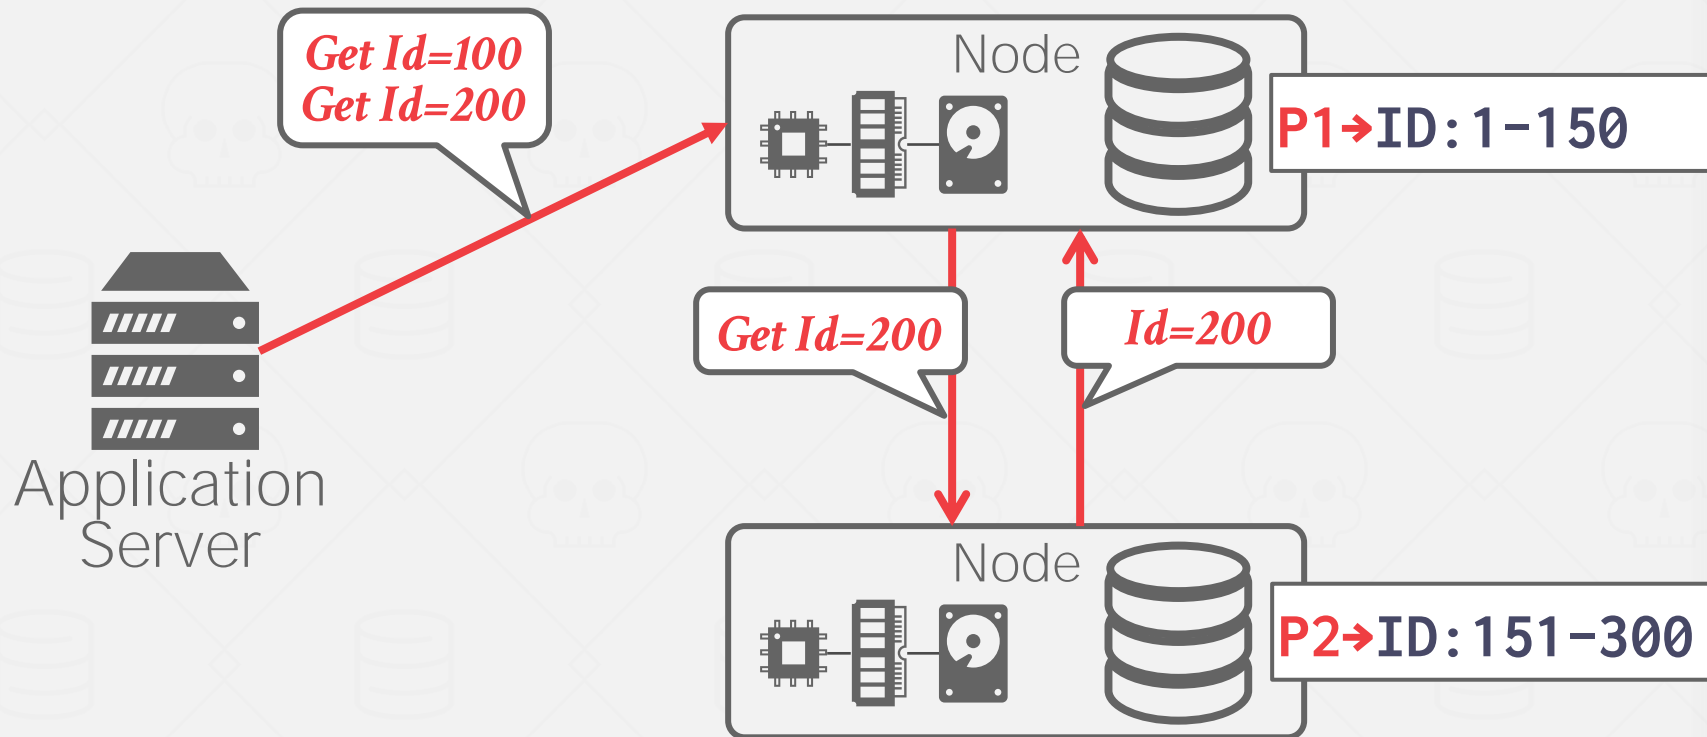 Get Id=100
Get Id=200
Node
P1→ID:1-150
Get Id=200
Id=200
Application
Server
Node
P2→ID:151-300